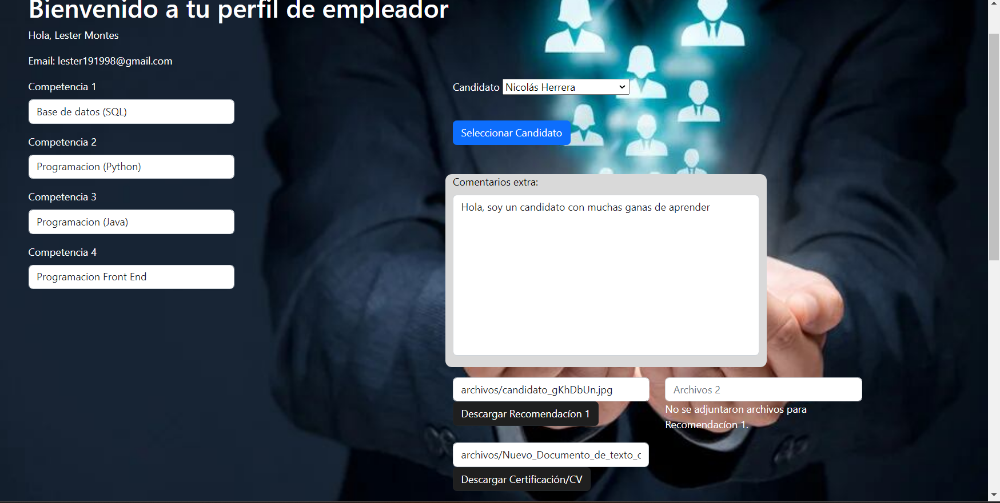 Bienvenido a tu perfil de empleador
Hola, Lester Montes
Email: lester191998@gmail.com
Competencia 1
Base de datos (SQL)
Competencia 2
Programacion (Python)
Competencia 3
Programacion (Java)
Competencia 4
Programacion Front End
Candidato Nicolás Herrera
Seleccionar Candidato
Comentarios extra:
Hola, soy un candidato con muchas ganas de aprender
archivos/candidato_gKhDbUn.jpg
Descargar Recomendacíon 1
Archivos 2
No se adjuntaron archivos para
Recomendacíon 1.
archivos/Nuevo_Documento_de_texto_c
Descargar Certificación/CV